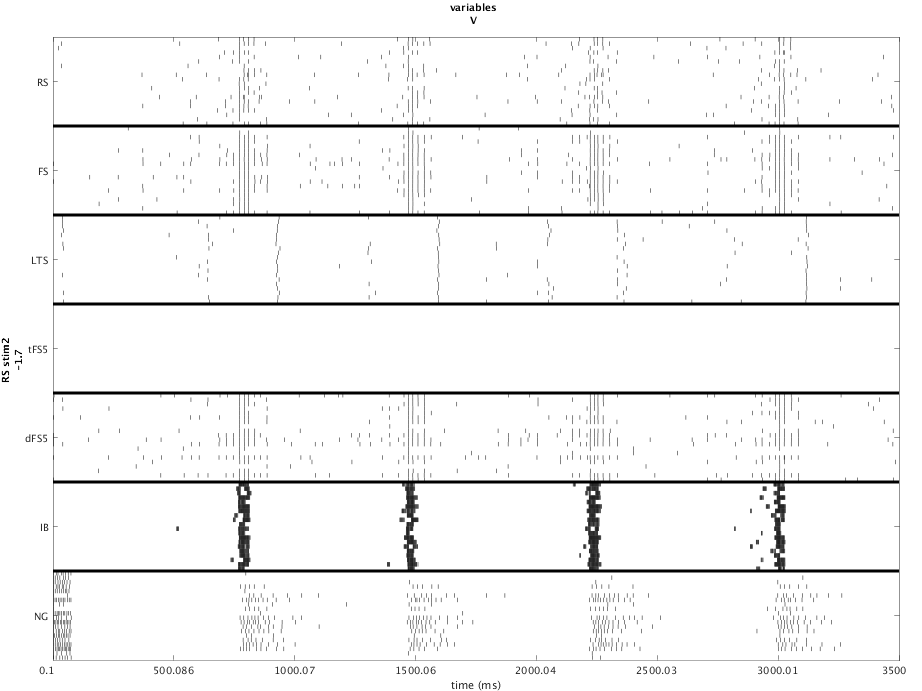 variables
V
RS
FS
LTS
RS stim2
-1.7
tFS5
dFS5
IB
NG
0.1 500.086 1000.07 1500.06 2000.04 2500.03 3000.01 3500
time (ms)